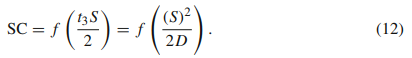 SC = f ( t₃S / 2 ) = f ( (S)² / 2D ) . (12)